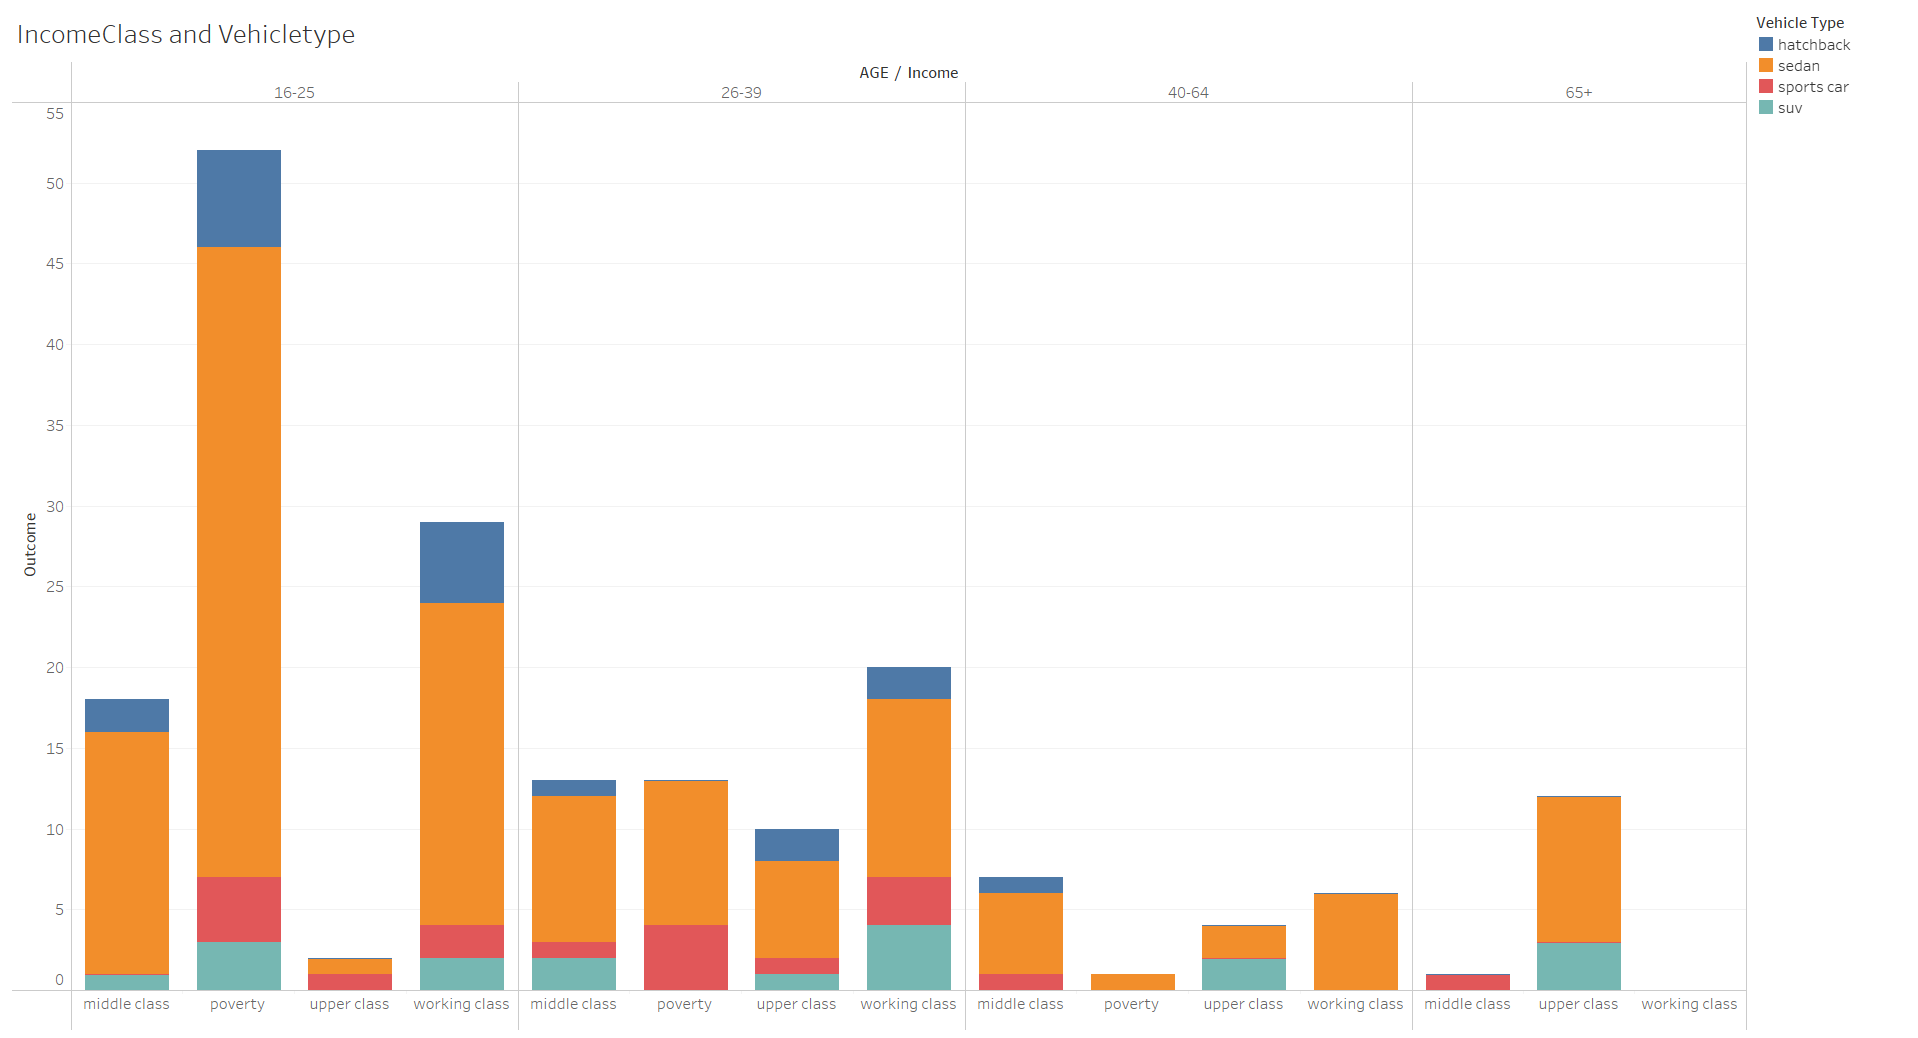 IncomeClass and Vehicletype
Vehicle Type
hatchback
sedan
sports car
suv
AGE / Income
16-25 26-39 40-64 65+
55
50
45
40
35
30
25
20
15
10
5
0
Outcome
middle class poverty upper class working class middle class poverty upper class working class middle class poverty upper class working class middle class upper class working class